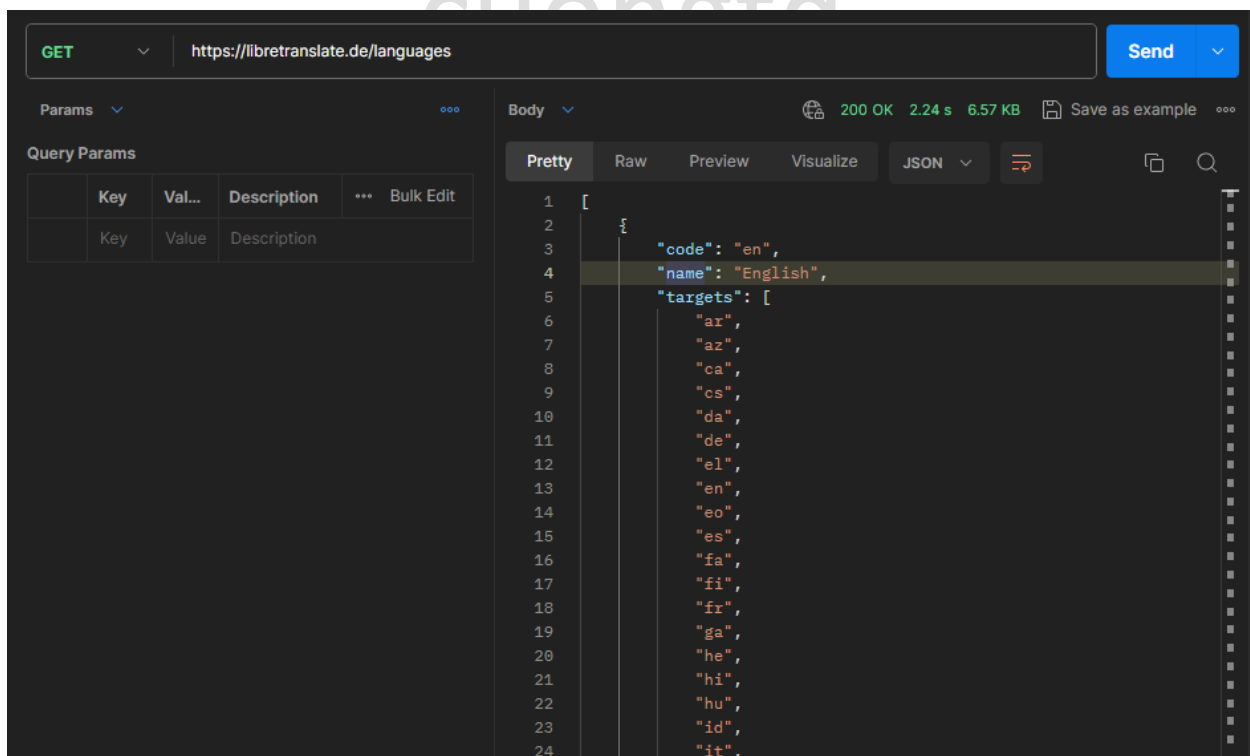 GET https://libretranslate.de/languages Send
Params
Body 200 OK 2.24 s 6.57 KB Save as example
Query Params
Pretty Raw Preview Visualize JSON
Key Val... Description Bulk Edit
Key Value Description
1 [
2 {
3 "code": "en",
4 "name": "English",
5 "targets": [
6 "ar",
7 "az",
8 "ca",
9 "cs",
10 "da",
11 "de",
12 "el",
13 "en",
14 "eo",
15 "es",
16 "fa",
17 "fi",
18 "fr",
19 "ga",
20 "he",
21 "hi",
22 "hu",
23 "id",
24 "it",